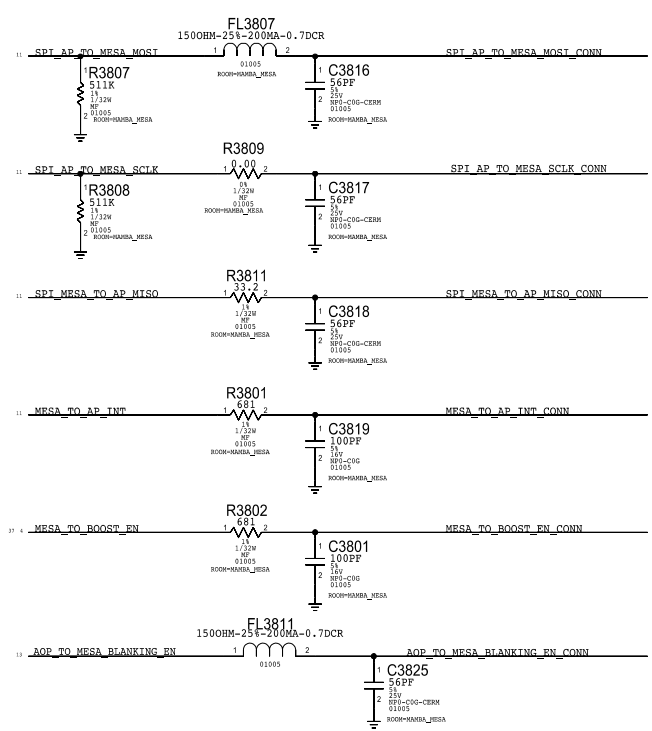 FL3807
150OHM-25%-200MA-0.7DCR
11 SPI_AP_TO_MESA_MOSI 1 2 SPI_AP_TO_MESA_MOSI_CONN
01005
ROOM=MAMBA_MESA
1 R3807
511K
1%
1/32W
MF
2 01005
ROOM=MAMBA_MESA
1 C3816
56PF
5%
2 25V
NP0-C0G-CERM
01005
ROOM=MAMBA_MESA
R3809
0.00
11 SPI_AP_TO_MESA_SCLK 1 2 SPI_AP_TO_MESA_SCLK_CONN
0%
1/32W
MF
01005
ROOM=MAMBA_MESA
1 R3808
511K
1%
1/32W
MF
2 01005
ROOM=MAMBA_MESA
1 C3817
56PF
5%
2 25V
NP0-C0G-CERM
01005
ROOM=MAMBA_MESA
R3811
33.2
11 SPI_MESA_TO_AP_MISO 1 2 SPI_MESA_TO_AP_MISO_CONN
1%
1/32W
MF
01005
ROOM=MAMBA_MESA
1 C3818
56PF
5%
2 25V
NP0-C0G-CERM
01005
ROOM=MAMBA_MESA
R3801
681
11 MESA_TO_AP_INT 1 2 MESA_TO_AP_INT_CONN
1%
1/32W
MF
01005
ROOM=MAMBA_MESA
1 C3819
100PF
5%
2 16V
NP0-C0G
01005
ROOM=MAMBA_MESA
R3802
681
37 4 MESA_TO_BOOST_EN 1 2 MESA_TO_BOOST_EN_CONN
1%
1/32W
MF
01005
ROOM=MAMBA_MESA
1 C3801
100PF
5%
2 16V
NP0-C0G
01005
ROOM=MAMBA_MESA
FL3811
150OHM-25%-200MA-0.7DCR
13 AOP_TO_MESA_BLANKING_EN 1 2 AOP_TO_MESA_BLANKING_EN_CONN
01005
1 C3825
56PF
5%
2 25V
NP0-C0G-CERM
01005
ROOM=MAMBA_MESA